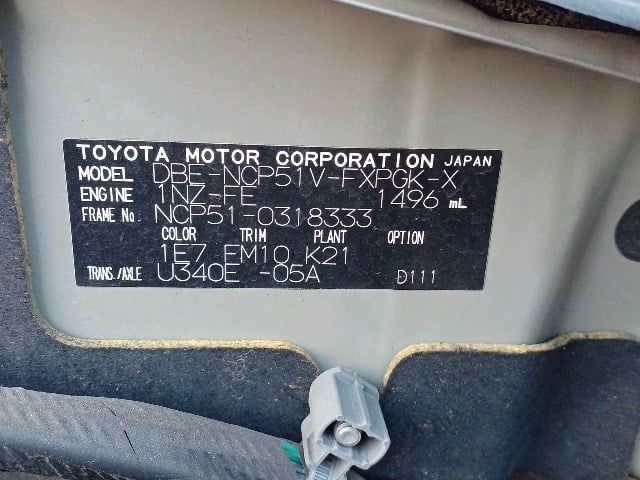 TOYOTA MOTOR CORPORATION JAPAN
MODEL DBE-NCP51V-FXPGK-X
ENGINE 1NZ-FE 1496 mL
FRAME No. NCP51-0318333
COLOR TRIM PLANT OPTION
1E7 FM10 K21
TRANS./AXLE U340E -05A D111